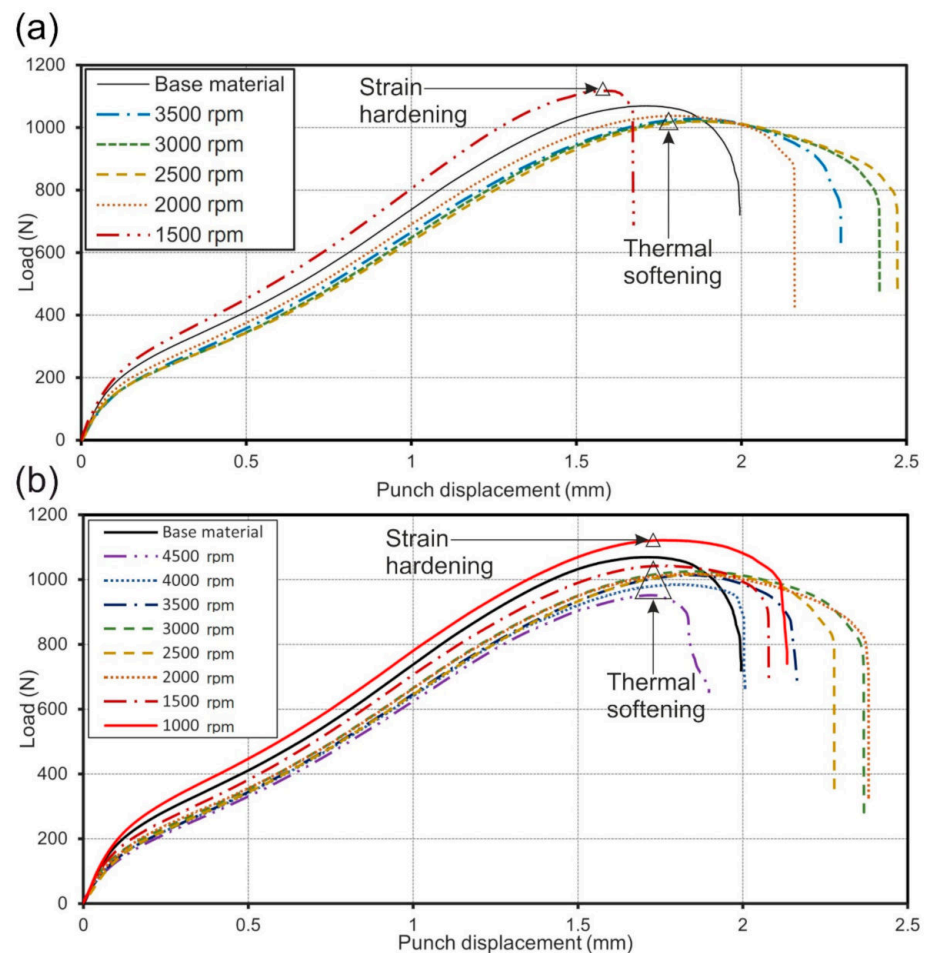 (a)
1200
1000
800
600
400
200
0
Load (N)
Base material
3500 rpm
3000 rpm
2500 rpm
2000 rpm
1500 rpm
Strain
hardening
Thermal
softening
0 0.5 1 1.5 2 2.5
Punch displacement (mm)
(b)
1200
1000
800
600
400
200
0
Load (N)
Base material
4500 rpm
4000 rpm
3500 rpm
3000 rpm
2500 rpm
2000 rpm
1500 rpm
1000 rpm
Strain
hardening
Thermal
softening
0 0.5 1 1.5 2 2.5
Punch displacement (mm)